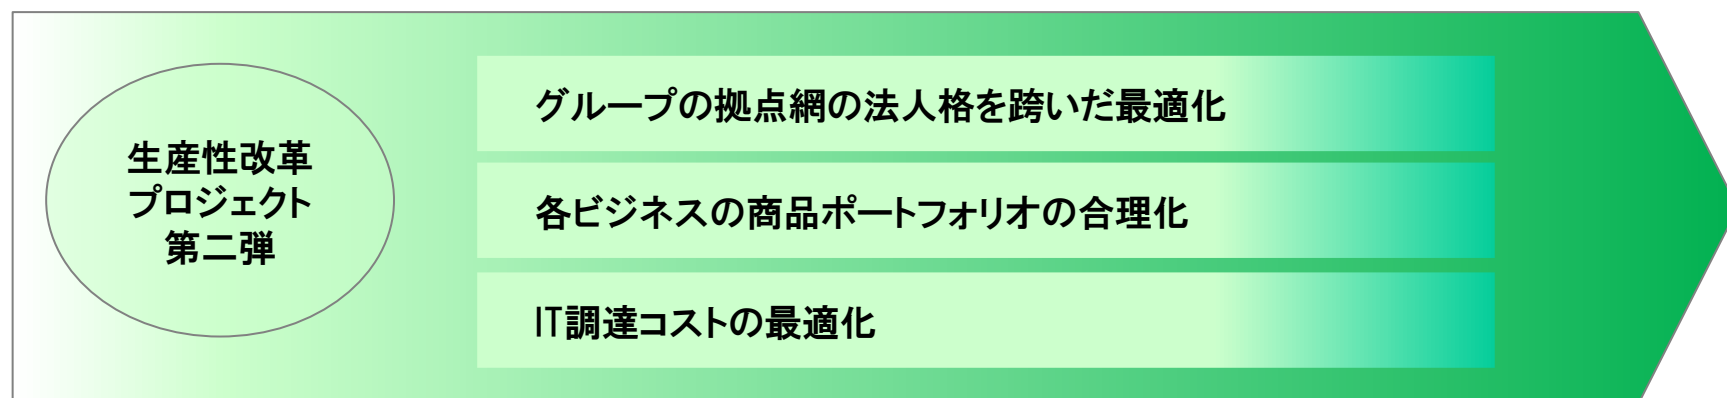 生産性改革
プロジェクト
第二弾
グループの拠点網の法人格を跨いだ最適化
各ビジネスの商品ポートフォリオの合理化
IT調達コストの最適化